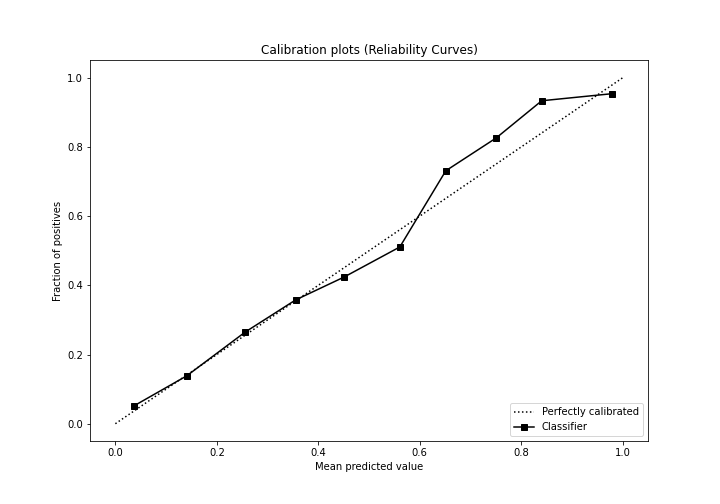 Calibration plots (Reliability Curves)
1.0
0.8
0.6
0.4
0.2
0.0
Fraction of positives
0.0 0.2 0.4 0.6 0.8 1.0
Mean predicted value
Perfectly calibrated
Classifier